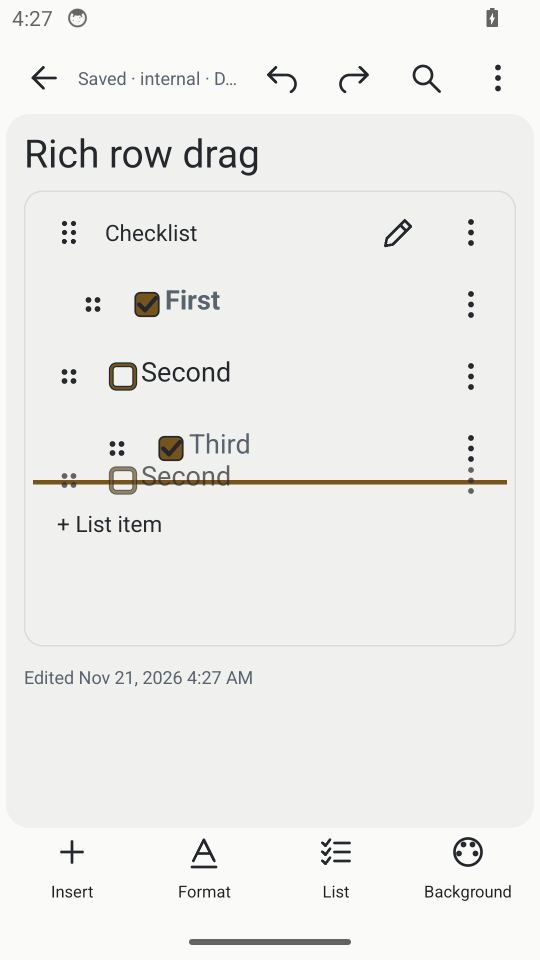 4:27
Saved · internal · D…
Rich row drag
Checklist
First
Second
Third
Second
+ List item
Edited Nov 21, 2026 4:27 AM
Insert
Format
List
Background